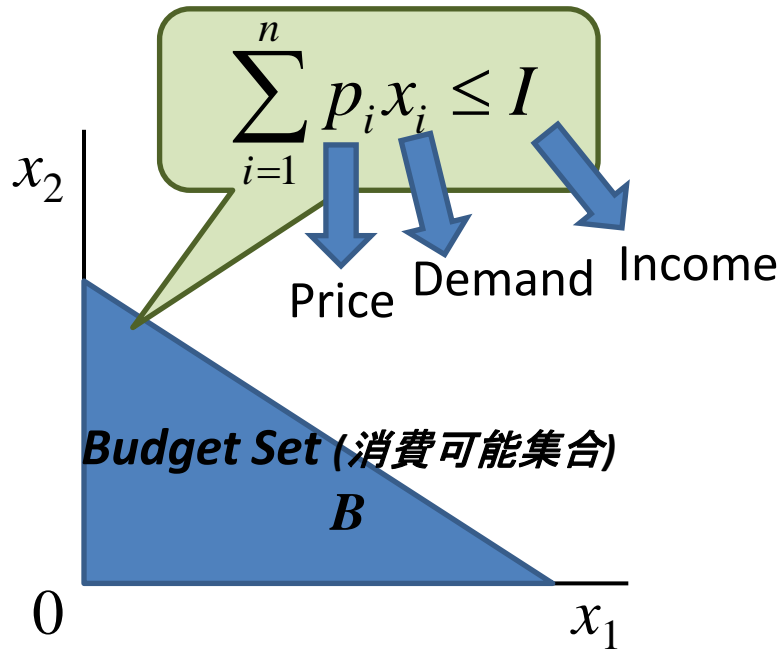 ∑_{i=1}^{n} p_i x_i ≤ I
x₂
Price Demand Income
Budget Set (消費可能集合)
B
0 x₁